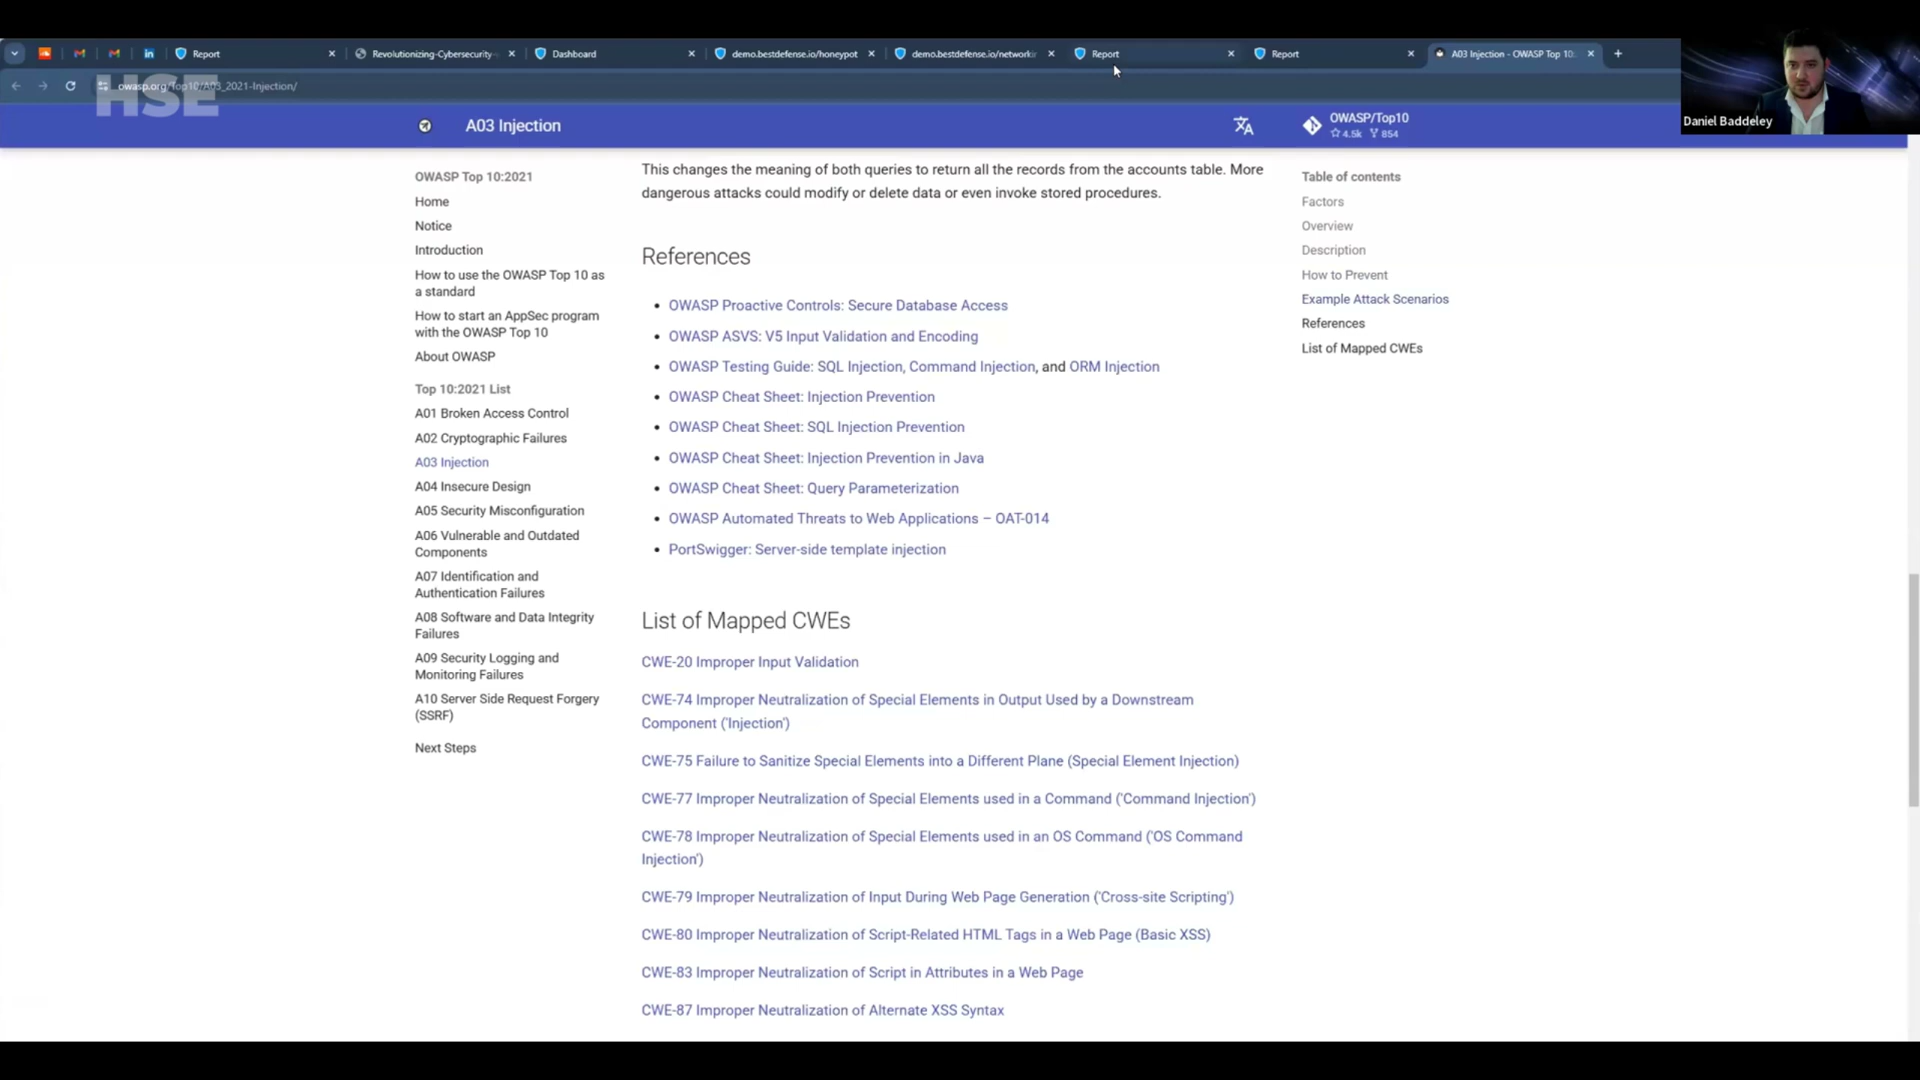 Report
Revolutionizing-Cybersecurity-
Dashboard
demo.bestdefense.io/honeypot
demo.bestdefense.io/networki
Report
Report
A03 Injection - OWASP Top 10:
owasp.org/Top10/A03_2021-Injection/
HSE
Daniel Baddeley
A03 Injection
OWASP/Top10
4.5k 854
OWASP Top 10:2021
Home
Notice
Introduction
How to use the OWASP Top 10 as
a standard
How to start an AppSec program
with the OWASP Top 10
About OWASP
Top 10:2021 List
A01 Broken Access Control
A02 Cryptographic Failures
A03 Injection
A04 Insecure Design
A05 Security Misconfiguration
A06 Vulnerable and Outdated
Components
A07 Identification and
Authentication Failures
A08 Software and Data Integrity
Failures
A09 Security Logging and
Monitoring Failures
A10 Server Side Request Forgery
(SSRF)
Next Steps
This changes the meaning of both queries to return all the records from the accounts table. More
dangerous attacks could modify or delete data or even invoke stored procedures.
References
• OWASP Proactive Controls: Secure Database Access
• OWASP ASVS: V5 Input Validation and Encoding
• OWASP Testing Guide: SQL Injection, Command Injection, and ORM Injection
• OWASP Cheat Sheet: Injection Prevention
• OWASP Cheat Sheet: SQL Injection Prevention
• OWASP Cheat Sheet: Injection Prevention in Java
• OWASP Cheat Sheet: Query Parameterization
• OWASP Automated Threats to Web Applications – OAT-014
• PortSwigger: Server-side template injection
List of Mapped CWEs
CWE-20 Improper Input Validation
CWE-74 Improper Neutralization of Special Elements in Output Used by a Downstream
Component ('Injection')
CWE-75 Failure to Sanitize Special Elements into a Different Plane (Special Element Injection)
CWE-77 Improper Neutralization of Special Elements used in a Command ('Command Injection')
CWE-78 Improper Neutralization of Special Elements used in an OS Command ('OS Command
Injection')
CWE-79 Improper Neutralization of Input During Web Page Generation ('Cross-site Scripting')
CWE-80 Improper Neutralization of Script-Related HTML Tags in a Web Page (Basic XSS)
CWE-83 Improper Neutralization of Script in Attributes in a Web Page
CWE-87 Improper Neutralization of Alternate XSS Syntax
Table of contents
Factors
Overview
Description
How to Prevent
Example Attack Scenarios
References
List of Mapped CWEs